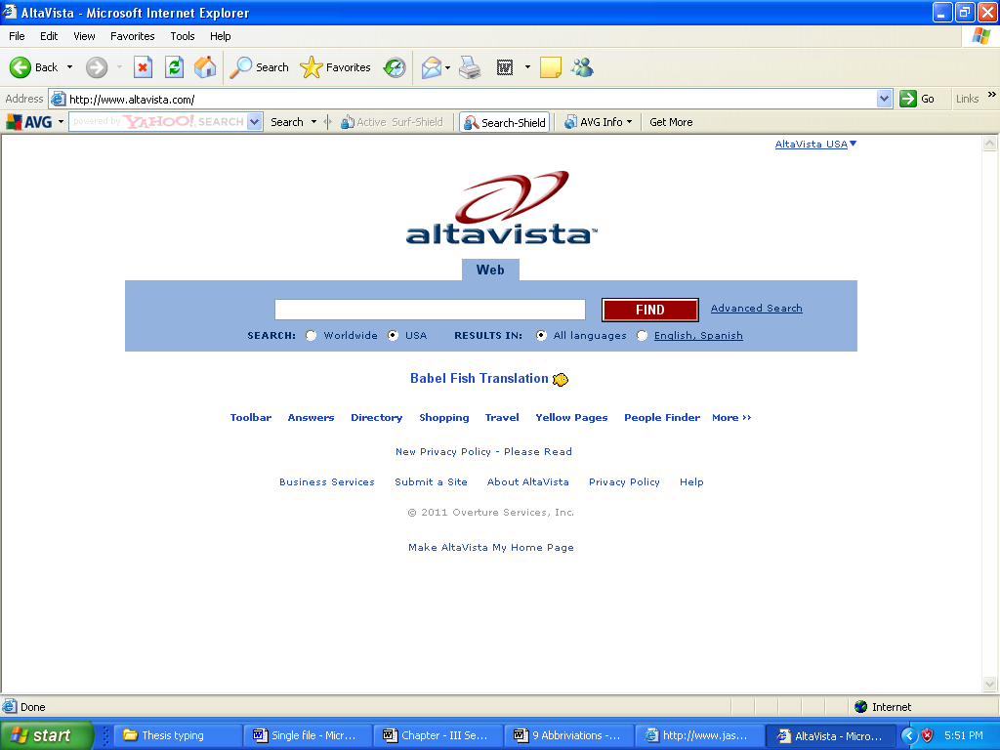 AltaVista - Microsoft Internet Explorer
File Edit View Favorites Tools Help
Back Search Favorites
Address http://www.altavista.com/ Go Links »
AVG powered by YAHOO! SEARCH Search Active Surf-Shield Search-Shield AVG Info Get More
AltaVista USA
altavista™
Web
FIND Advanced Search
SEARCH: Worldwide USA RESULTS IN: All languages English, Spanish
Babel Fish Translation
Toolbar Answers Directory Shopping Travel Yellow Pages People Finder More ››
New Privacy Policy - Please Read
Business Services Submit a Site About AltaVista Privacy Policy Help
© 2011 Overture Services, Inc.
Make AltaVista My Home Page
Done Internet
start Thesis typing Single file - Micr... Chapter - III Se... 9 Abbriviations -... http://www.jas... AltaVista - Micro... 5:51 PM